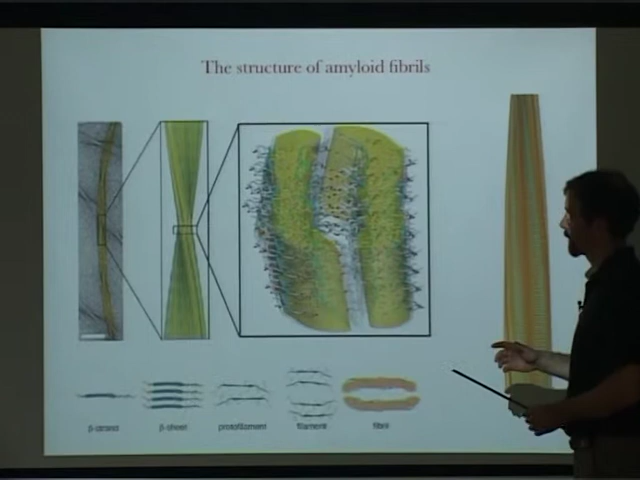 The structure of amyloid fibrils
β-strand
β-sheet
protofilament
filament
fibril